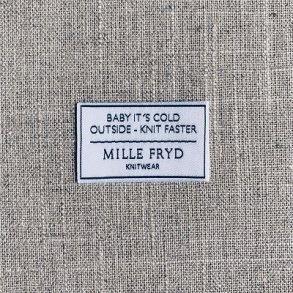 BABY IT'S COLD
OUTSIDE - KNIT FASTER
MILLE FRYD
KNITWEAR